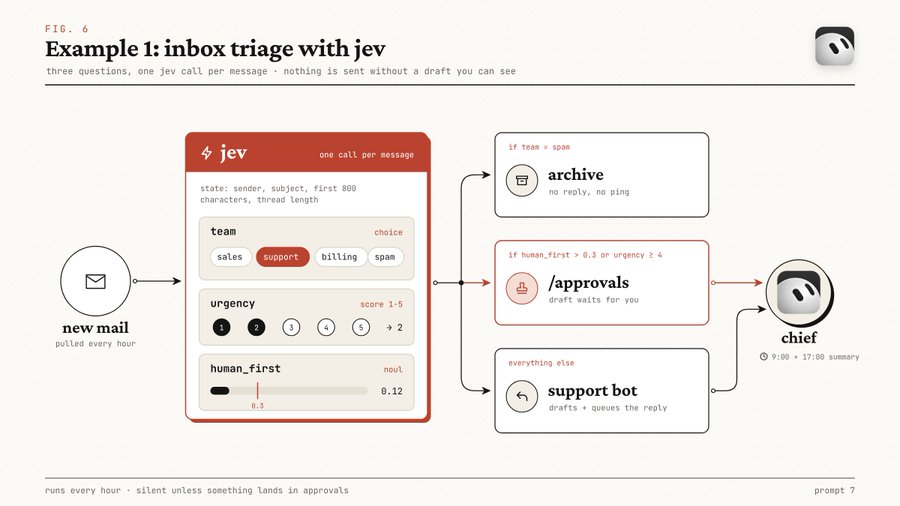 FIG. 6
Example 1: inbox triage with jev
three questions, one jev call per message · nothing is sent without a draft you can see
new mail
pulled every hour
jev
one call per message
state: sender, subject, first 800
characters, thread length
team
choice
sales
support
billing
spam
urgency
score 1-5
1
2
3
4
5
→ 2
human_first
noul
0.12
0.3
if team = spam
archive
no reply, no ping
if human_first > 0.3 or urgency ≥ 4
/approvals
draft waits for you
everything else
support bot
drafts + queues the reply
chief
9:00 + 17:00 summary
runs every hour · silent unless something lands in approvals
prompt 7